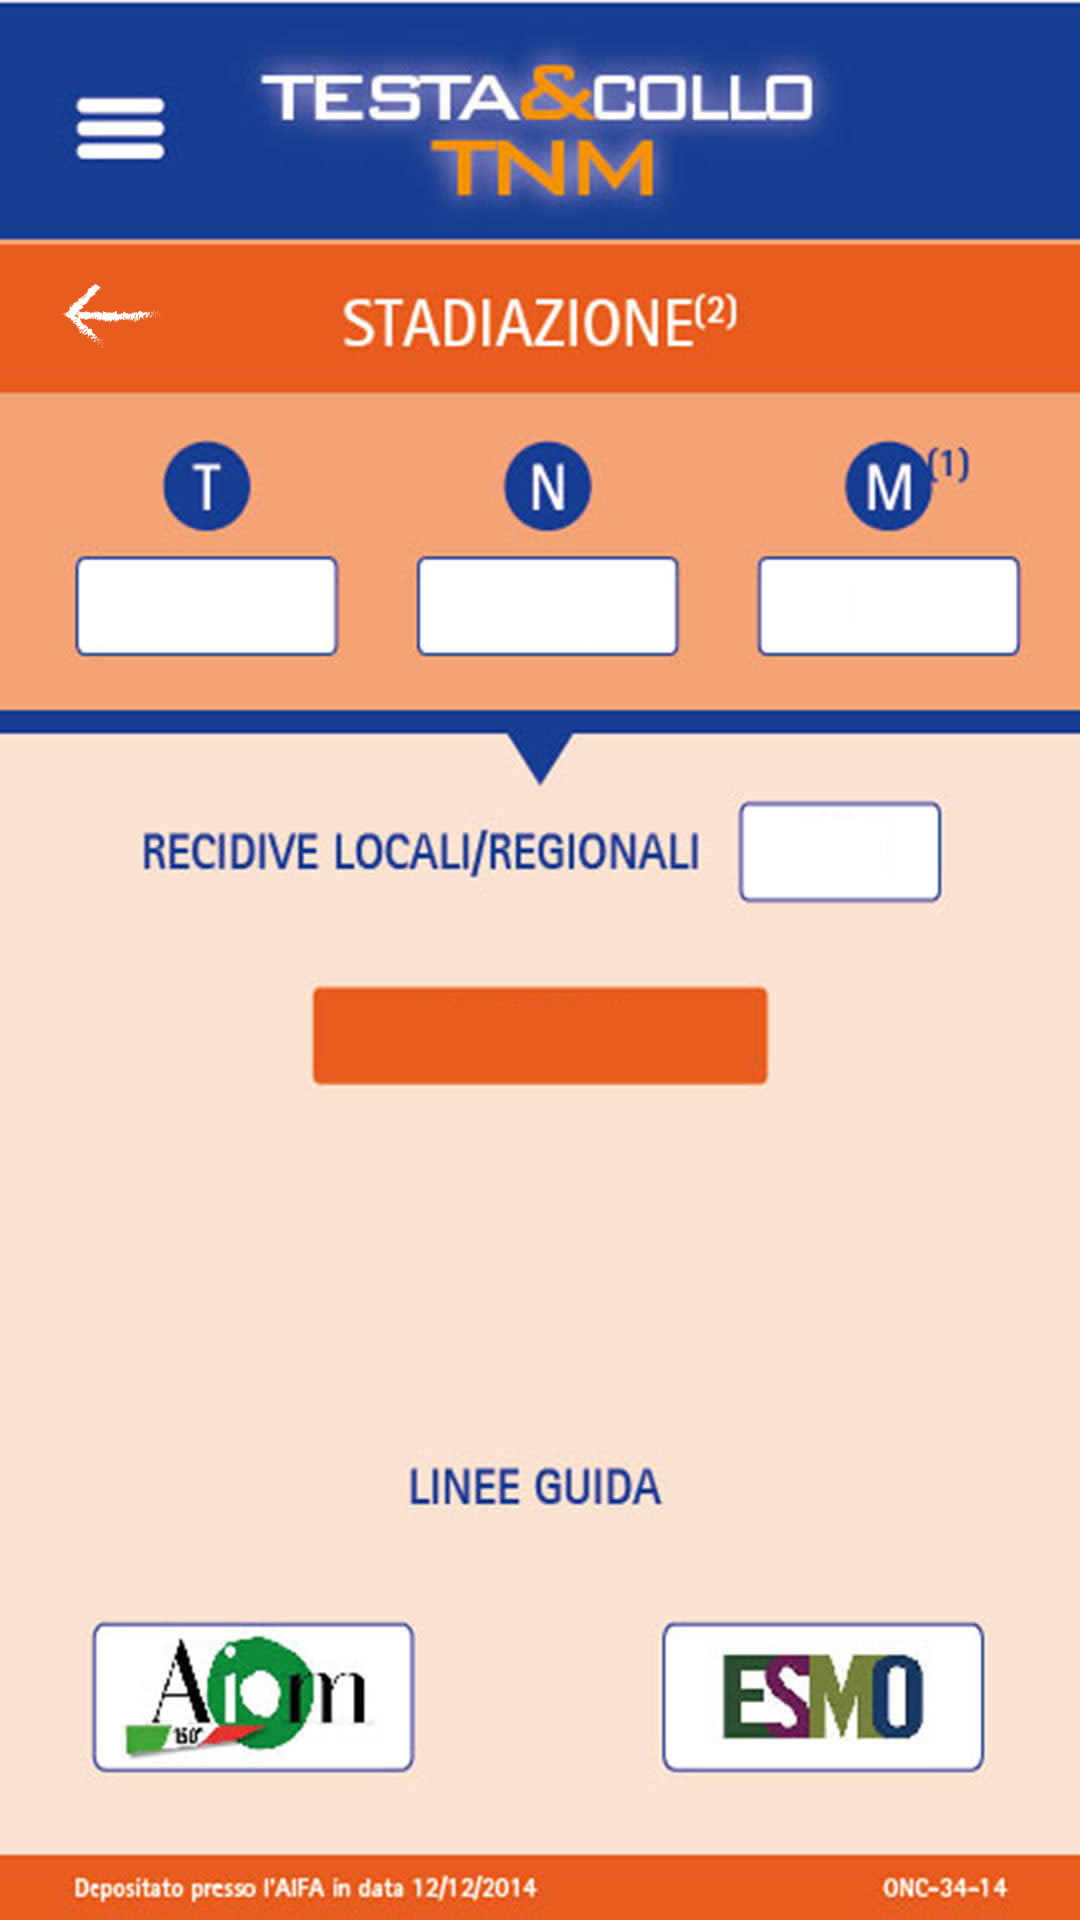 TESTA&COLLO
TNM
STADIAZIONE(2)
T N M(1)
RECIDIVE LOCALI/REGIONALI
LINEE GUIDA
Aiom
150°
ESMO
Depositato presso l'AIFA in data 12/12/2014 ONC-34-14